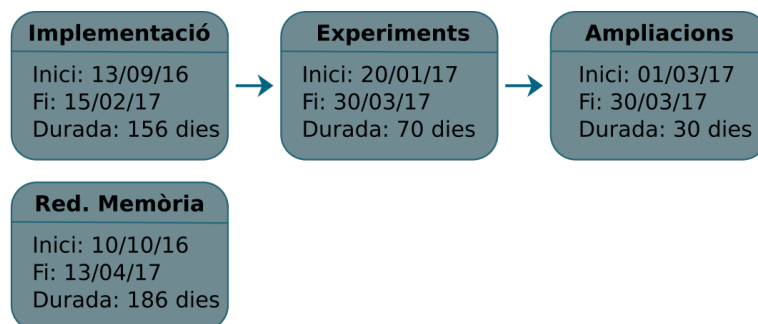 Implementació
Inici: 13/09/16
Fi: 15/02/17
Durada: 156 dies
Experiments
Inici: 20/01/17
Fi: 30/03/17
Durada: 70 dies
Ampliacions
Inici: 01/03/17
Fi: 30/03/17
Durada: 30 dies
Red. Memòria
Inici: 10/10/16
Fi: 13/04/17
Durada: 186 dies